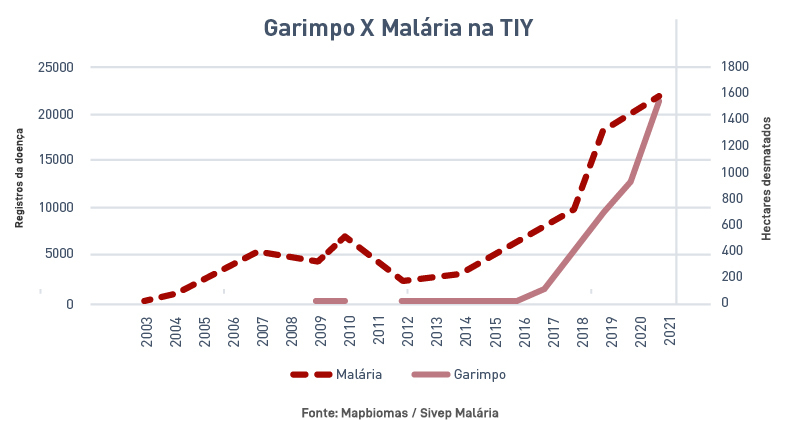 Garimpo X Malária na TIY
25000
20000
15000
10000
5000
0
Registros da doença
1800
1600
1400
1200
1000
800
600
400
200
0
Hectares desmatados
2003 2004 2005 2006 2007 2008 2009 2010 2011 2012 2013 2014 2015 2016 2017 2018 2019 2020 2021
Malária Garimpo
Fonte: Mapbiomas / Sivep Malária